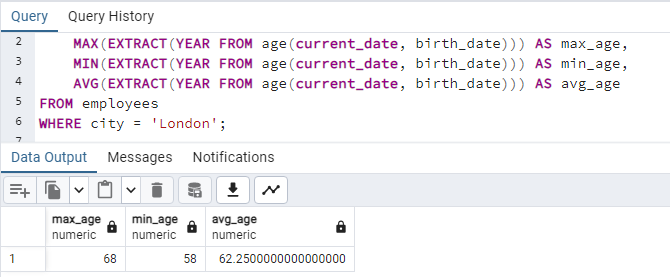 Query Query History
2 MAX(EXTRACT(YEAR FROM age(current_date, birth_date))) AS max_age,
3 MIN(EXTRACT(YEAR FROM age(current_date, birth_date))) AS min_age,
4 AVG(EXTRACT(YEAR FROM age(current_date, birth_date))) AS avg_age
5 FROM employees
6 WHERE city = 'London';
7
Data Output Messages Notifications
max_age min_age avg_age
numeric numeric numeric
1 68 58 62.2500000000000000